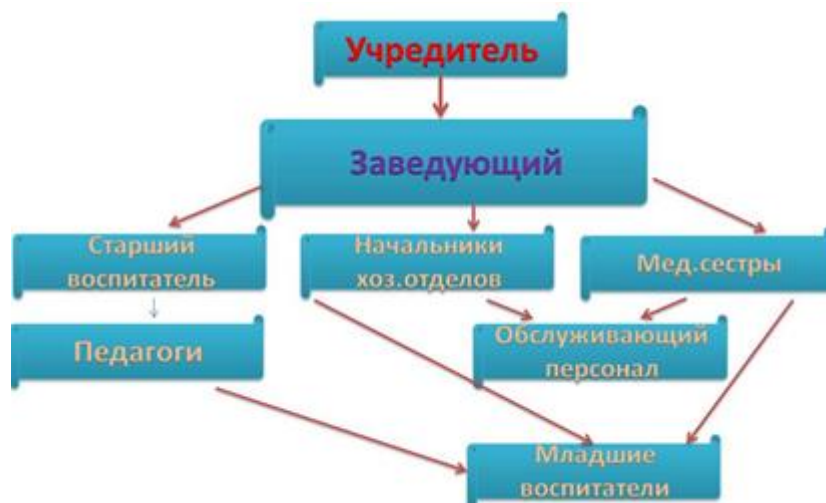 Учредитель
Заведующий
Старший
воспитатель
Начальники
хоз.отделов
Мед.сестры
Педагоги
Обслуживающий
персонал
Младшие
воспитатели